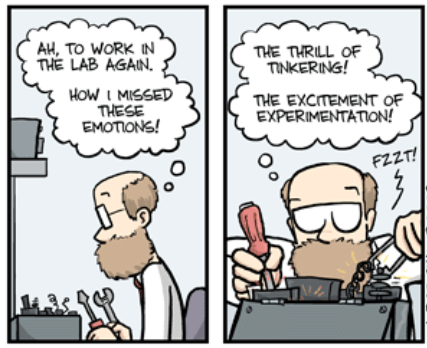 AH, TO WORK IN
THE LAB AGAIN.
HOW I MISSED
THESE
EMOTIONS!
THE THRILL OF
TINKERING!
THE EXCITEMENT OF
EXPERIMENTATION!
FZZT!